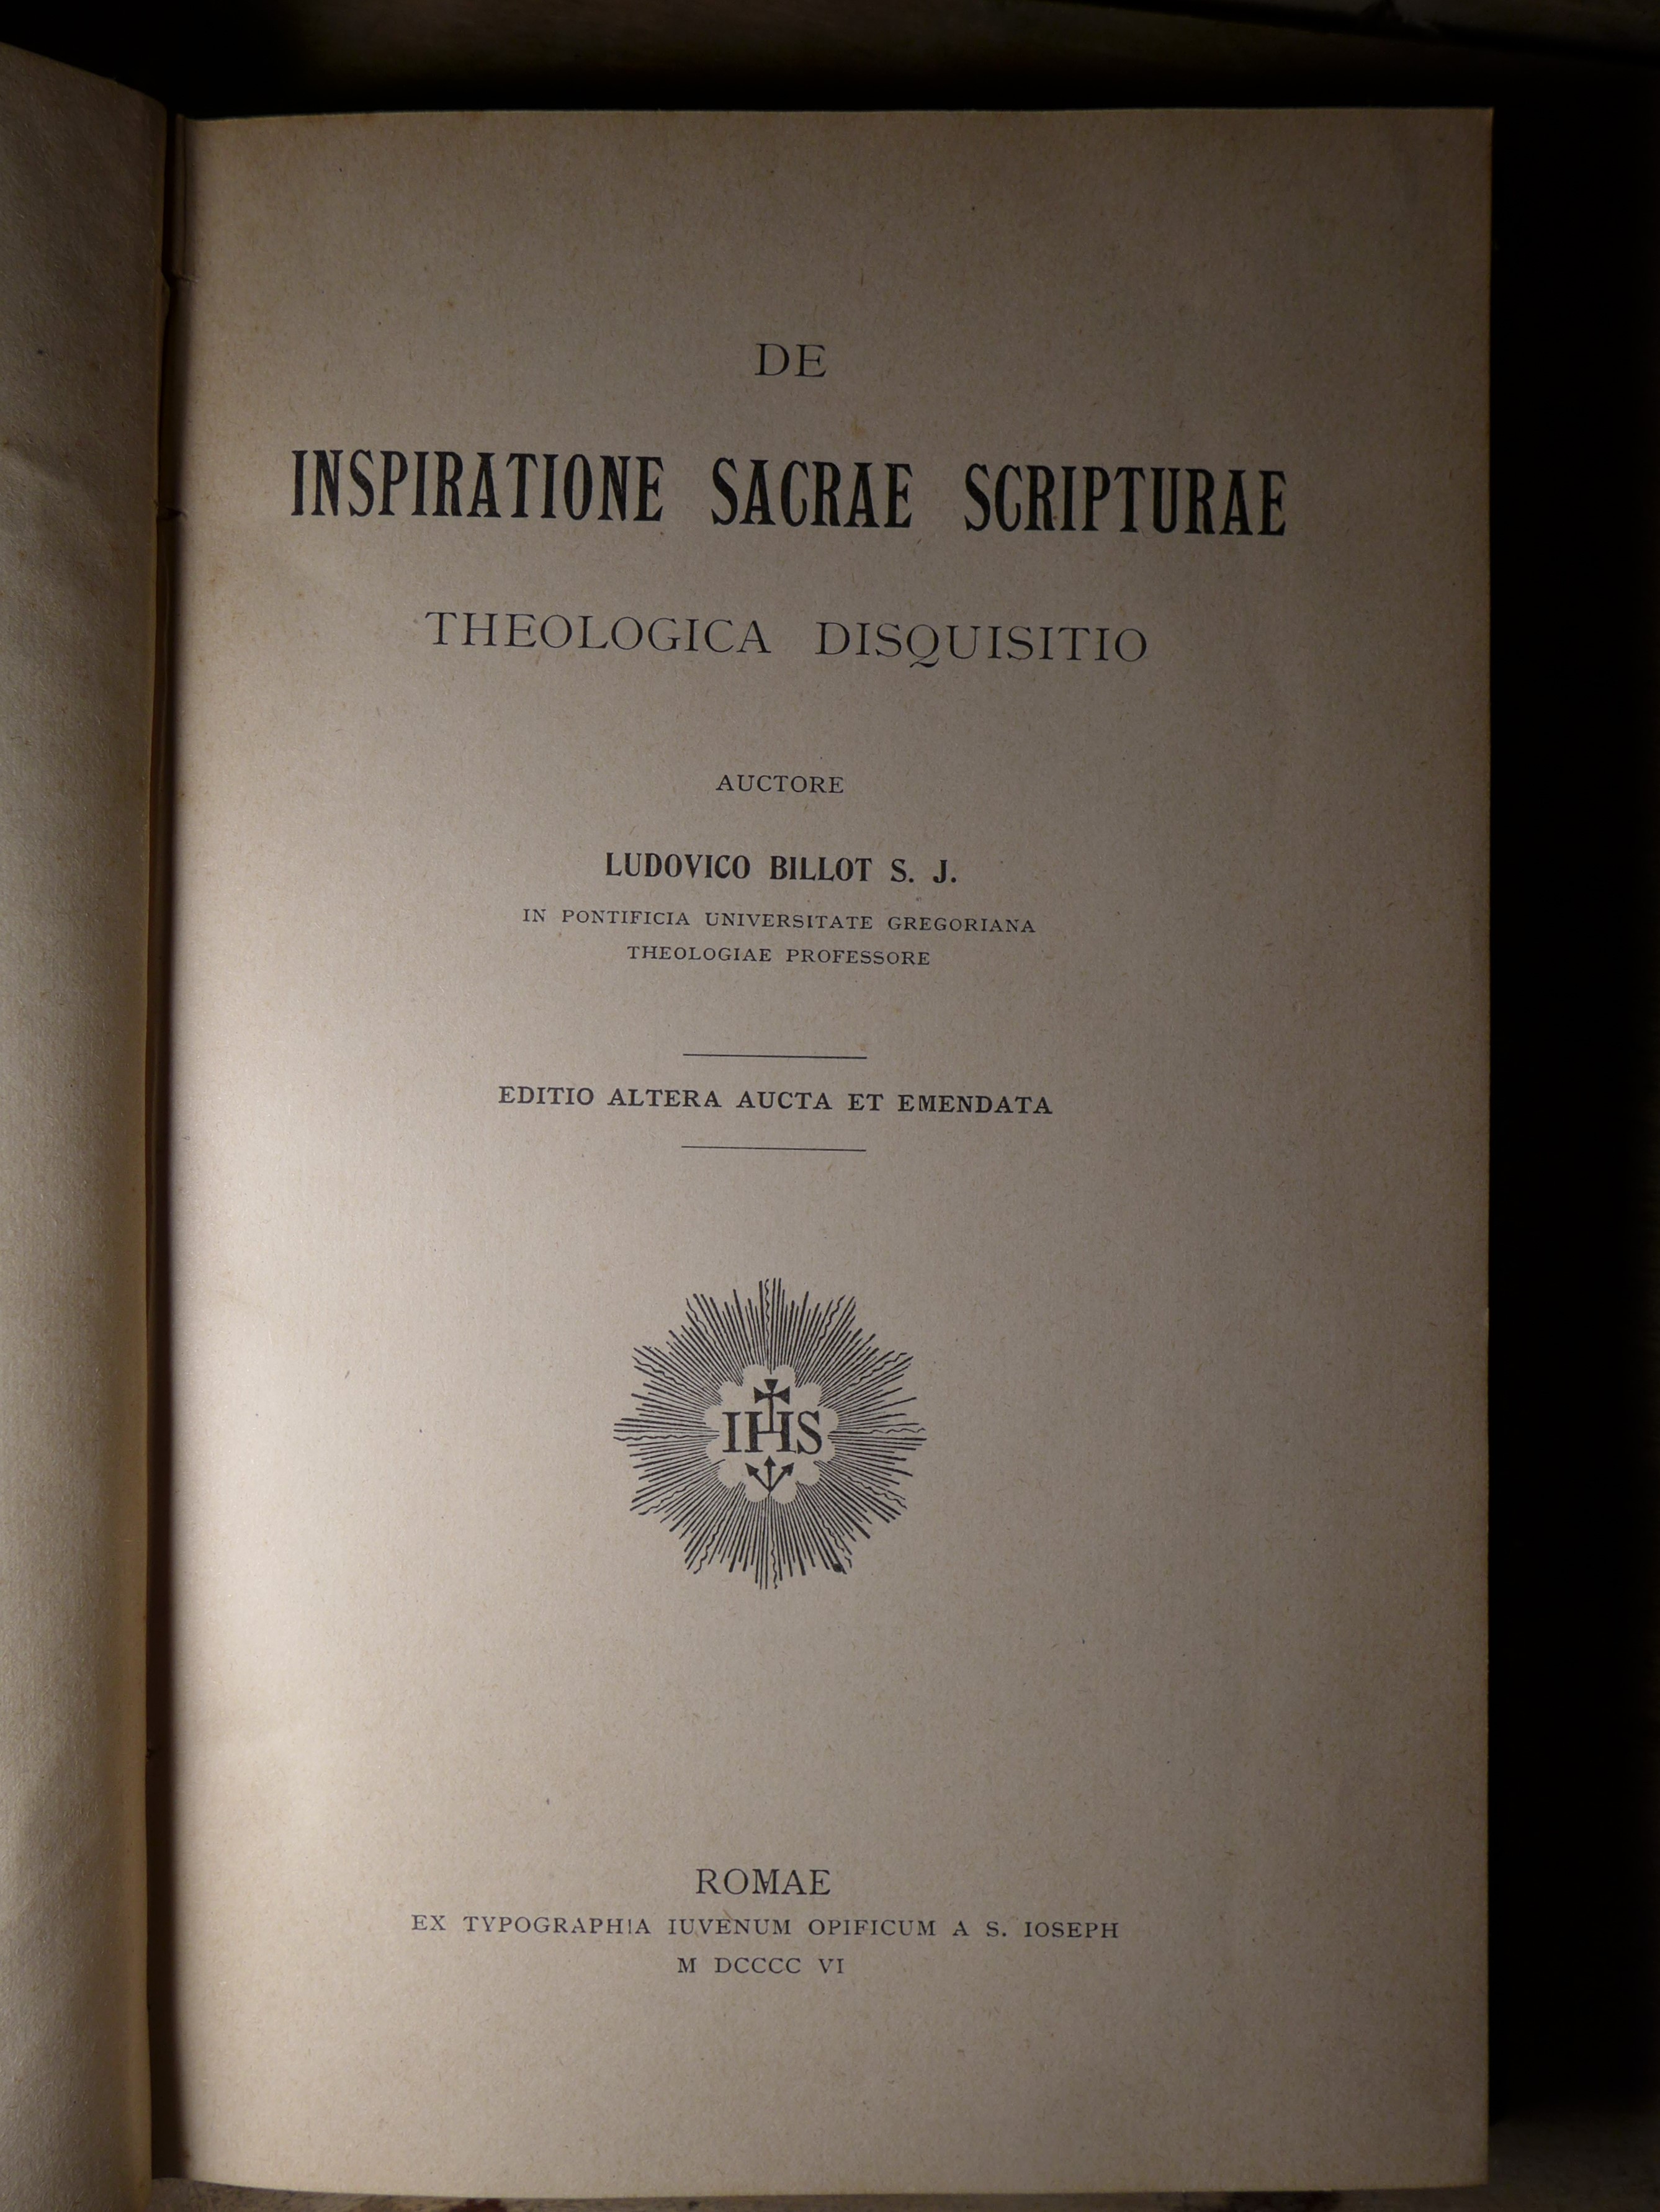 DE
INSPIRATIONE SACRAE SCRIPTURAE
THEOLOGICA DISQUISITIO
AUCTORE
LUDOVICO BILLOT S. J.
IN PONTIFICIA UNIVERSITATE GREGORIANA
THEOLOGIAE PROFESSORE
EDITIO ALTERA AUCTA ET EMENDATA
IHS
ROMAE
EX TYPOGRAPHIA IUVENUM OPIFICUM A S. IOSEPH
M DCCCC VI